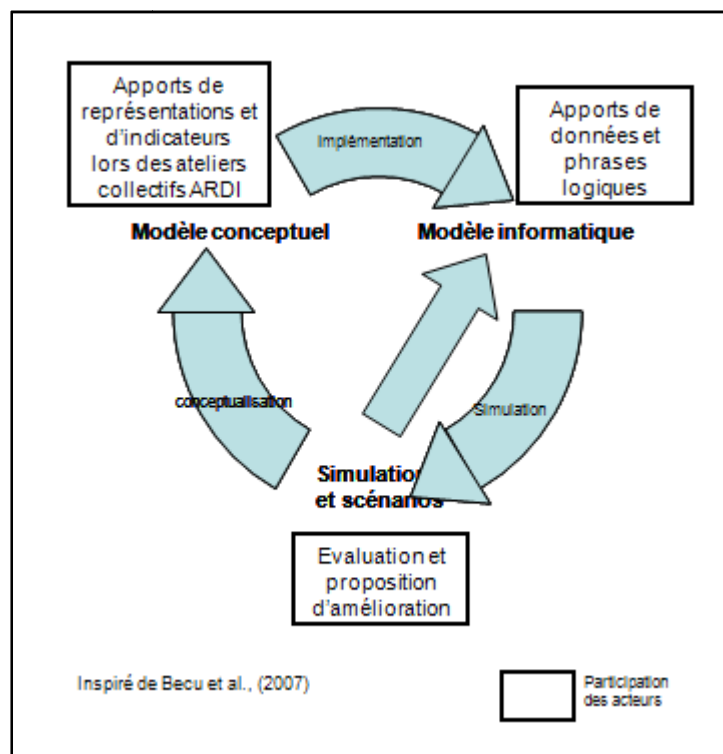 Apports de
représentations et
d'indicateurs
lors des ateliers
collectifs ARDI
Implémentation
Apports de
données et
phrases
logiques
Modèle conceptuel
Modèle informatique
conceptualisation
Simulation
Simulation
et scénarios
Evaluation et
proposition
d'amélioration
Inspiré de Becu et al., (2007)
Participation
des acteurs